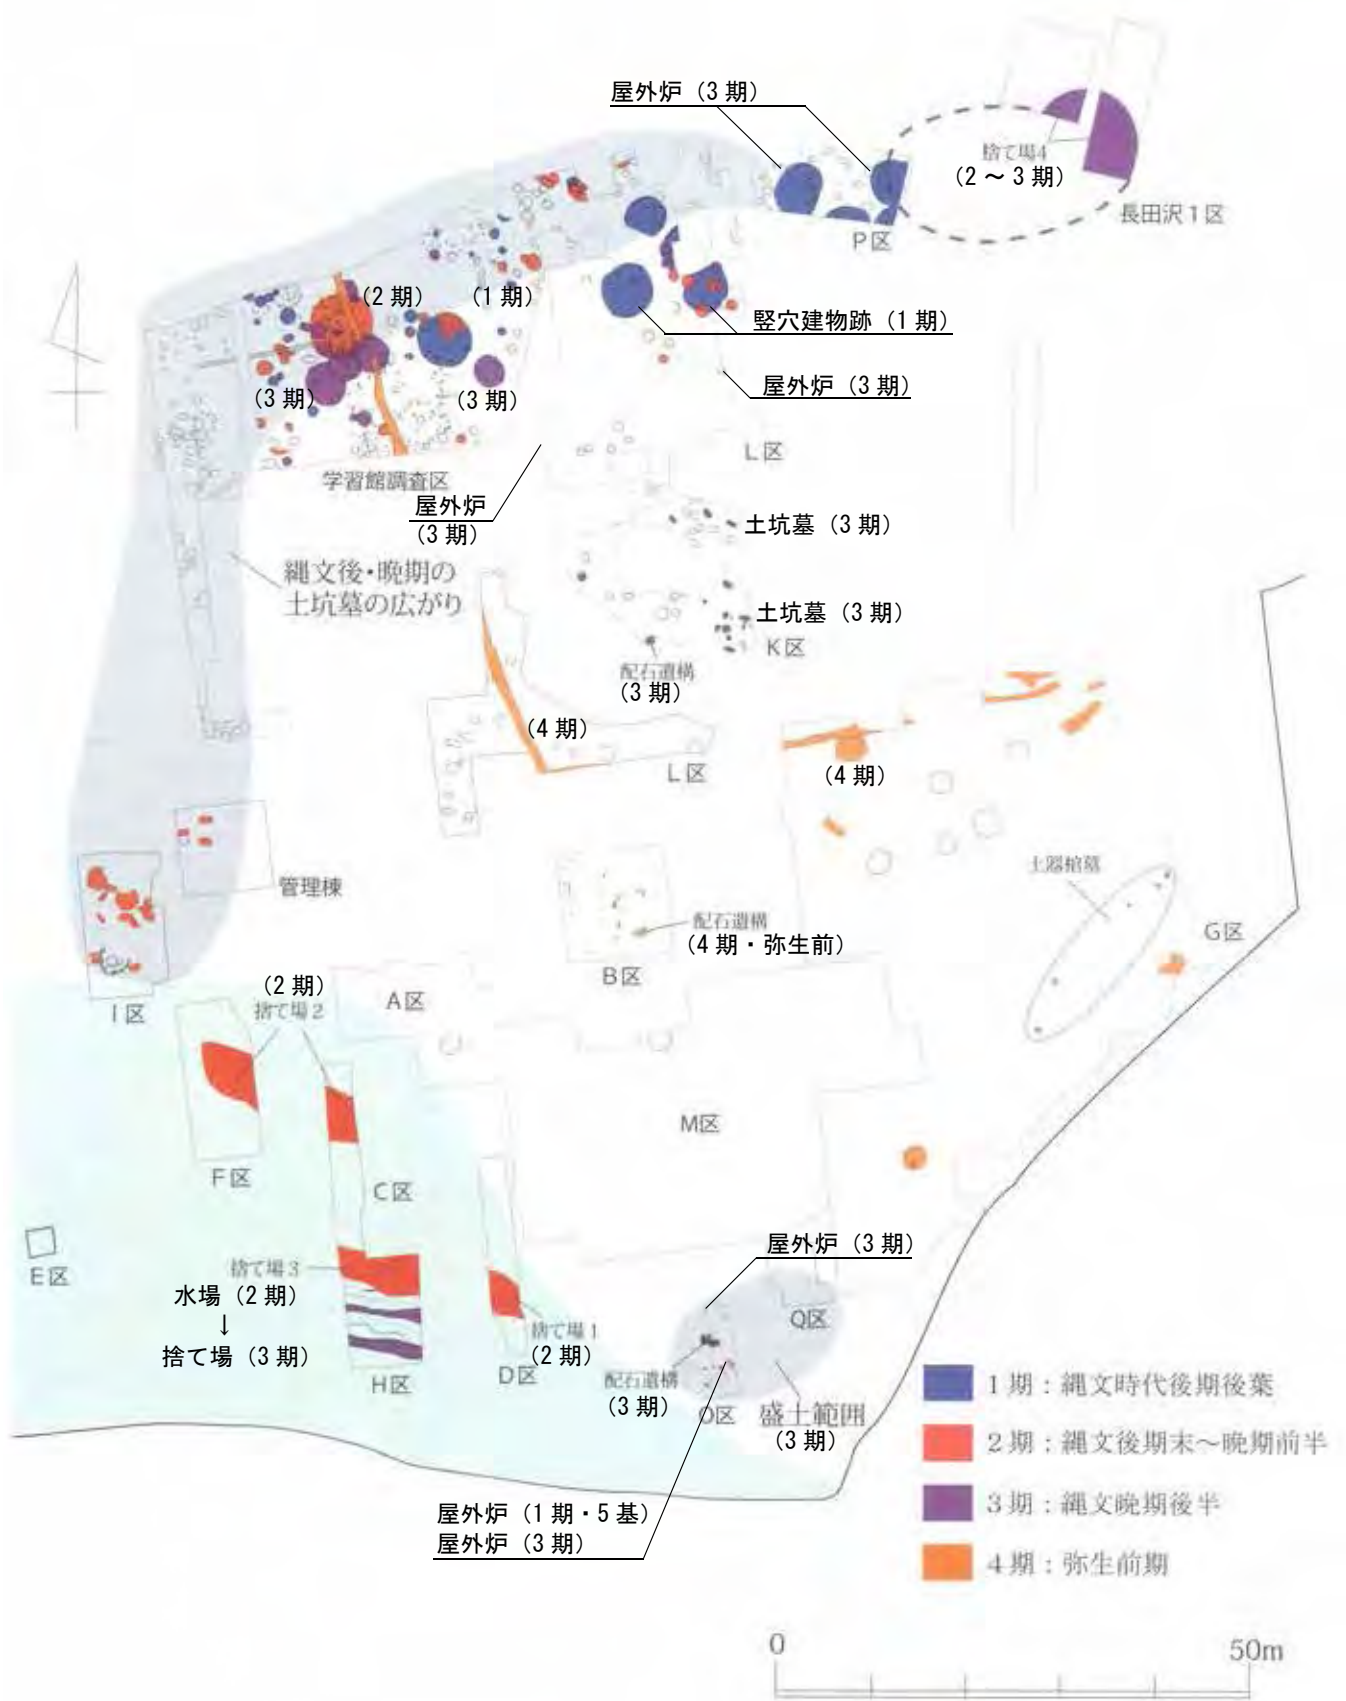 屋外炉（3期）
捨て場4
（2～3期）
長田沢1区
P区
（2期）
（1期）
竪穴建物跡（1期）
屋外炉（3期）
（3期）
（3期）
L区
学習館調査区
屋外炉
（3期）
土坑墓（3期）
縄文後・晩期の
土坑墓の広がり
土坑墓（3期）
K区
配石遺構
（3期）
（4期）
L区
（4期）
土器棺墓
管理棟
配石遺構
（4期・弥生前）
G区
B区
（2期）
捨て場2
A区
I区
M区
F区
C区
屋外炉（3期）
E区
捨て場3
水場（2期）
↓
捨て場（3期）
Q区
捨て場1
（2期）
D区
H区
配石遺構
（3期）
O区
盛土範囲
（3期）
屋外炉（1期・5基）
屋外炉（3期）
1期：縄文時代後期後葉
2期：縄文後期末～晩期前半
3期：縄文晩期後半
4期：弥生前期
0
50m